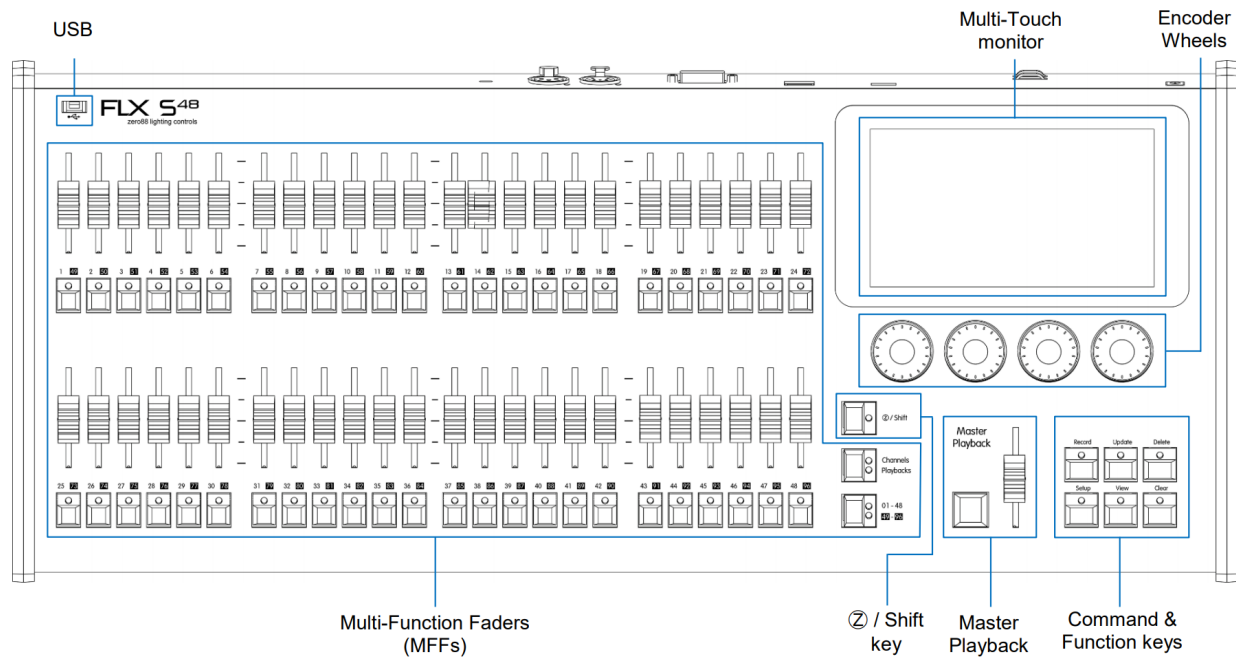 USB
Multi-Touch
monitor
Encoder
Wheels
FLX S48
zero88 lighting controls
1 49 2 50 3 51 4 52 5 53 6 54 7 55 8 56 9 57 10 58 11 59 12 60 13 61 14 62 15 63 16 64 17 65 18 66 19 67 20 68 21 69 22 70 23 71 24 72
Z / Shift
Channels
Playbacks
25 73 26 74 27 75 28 76 29 77 30 78 31 79 32 80 33 81 34 82 35 83 36 84 37 85 38 86 39 87 40 88 41 89 42 90 43 91 44 92 45 93 46 94 47 95 48 96
01 - 48
49 - 96
Master
Playback
Record Update Delete
Setup View Clear
Multi-Function Faders
(MFFs)
Ⓩ / Shift
key
Master
Playback
Command &
Function keys